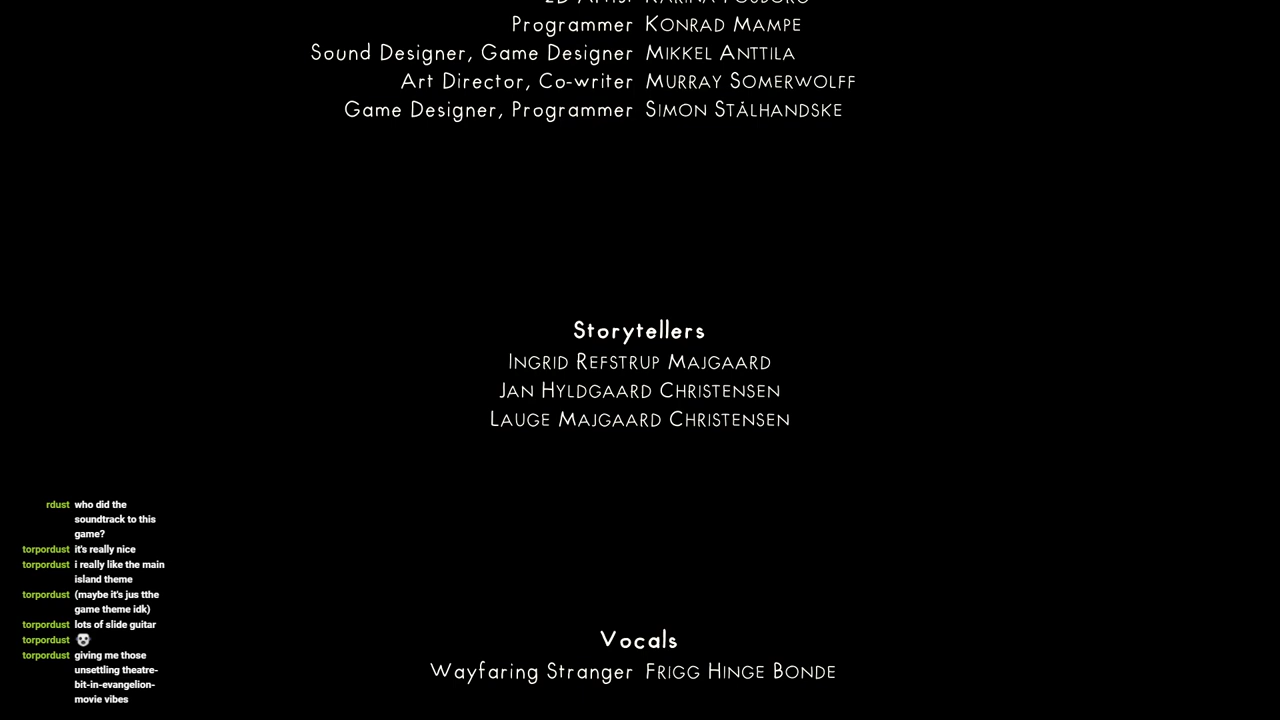 2D Artist KARINA FOSBORG
Programmer KONRAD MAMPE
Sound Designer, Game Designer MIKKEL ANTTILA
Art Director, Co-writer MURRAY SOMERWOLFF
Game Designer, Programmer SIMON STÅLHANDSKE
Storytellers
INGRID REFSTRUP MAJGAARD
JAN HYLDGAARD CHRISTENSEN
LAUGE MAJGAARD CHRISTENSEN
Vocals
Wayfaring Stranger FRIGG HINGE BONDE
rdust who did the
soundtrack to this
game?
torpordust it's really nice
torpordust i really like the main
island theme
torpordust (maybe it's jus tthe
game theme idk)
torpordust lots of slide guitar
torpordust
torpordust giving me those
unsettling theatre-
bit-in-evangelion-
movie vibes